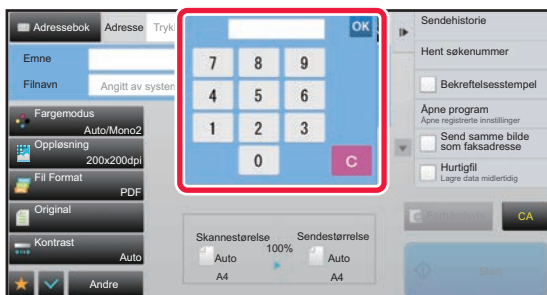 Adressebok
Adresse
Emne
Filnavn
Angitt av system
Fargemodus
Auto/Mono2
Oppløsning
200x200dpi
Fil Format
PDF
Original
Kontrast
Auto
Andre
OK
7 8 9
4 5 6
1 2 3
0 C
Skannestørelse
100%
Sendestørrelse
Auto
A4
Auto
A4
Sendehistorie
Hent søkenummer
Bekreftelsesstempel
Åpne program
Åpne registrerte innstillinger
Send samme bilde
som faksadresse
Hurtigfil
Lagre data midlertidig
CA
Start